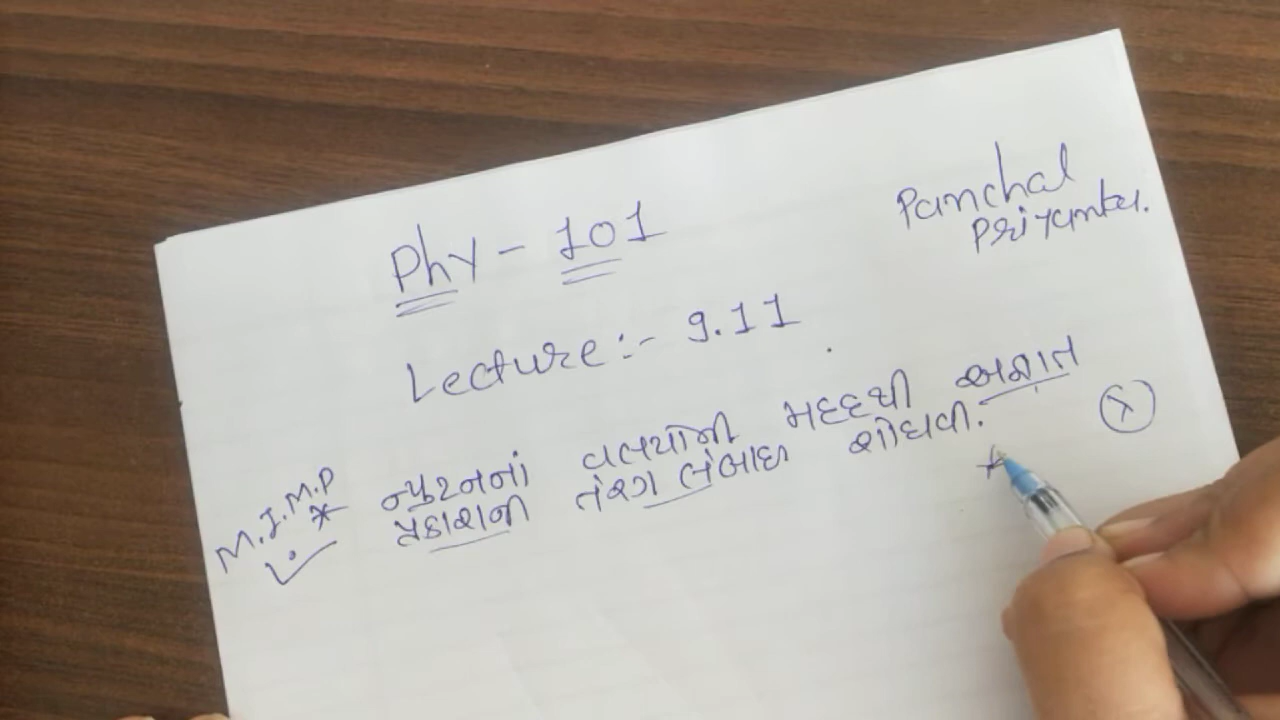 Phy - 101
Panchal
Priyanka.
Lecture :- 9.11
M.I.M.P * ન્યુટનનાં વલયોની મદદથી અજ્ઞાત
પ્રકાશની તરંગ લંબાઇ શોધવી. *